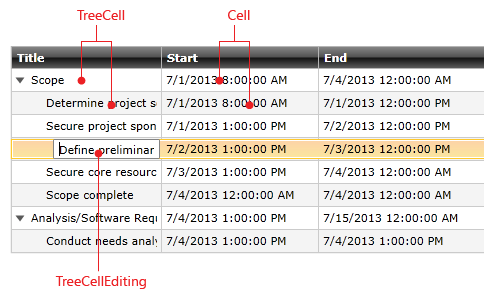 TreeCell Cell
Title Start End
Scope 7/1/2013 8:00:00 AM 7/4/2013 12:00:00 PM
Determine project s 7/1/2013 8:00:00 AM 7/1/2013 12:00:00 PM
Secure project spon 7/1/2013 1:00:00 PM 7/2/2013 12:00:00 PM
Define preliminar 7/2/2013 1:00:00 PM 7/3/2013 12:00:00 PM
Secure core resourc 7/3/2013 1:00:00 PM 7/4/2013 12:00:00 PM
Scope complete 7/4/2013 12:00:00 AM 7/4/2013 12:00:00 AM
Analysis/Software Requ 7/4/2013 1:00:00 PM 7/15/2013 12:00:00 AM
Conduct needs analy 7/4/2013 1:00:00 PM 7/4/2013 6:00:00 PM
TreeCellEditing